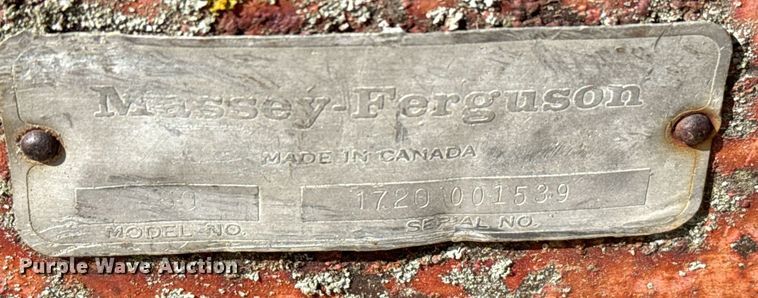 Massey-Ferguson
MADE IN CANADA
1720 001539
MODEL NO. SERIAL NO.
Purple Wave Auction